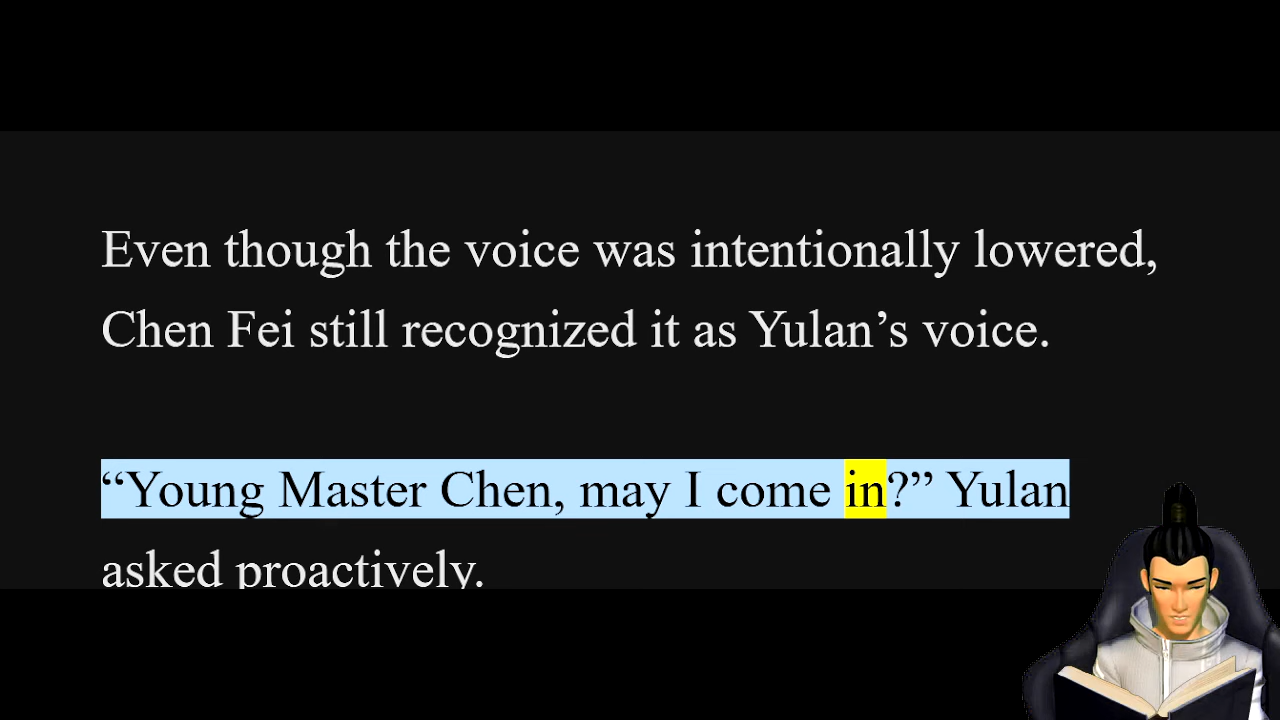 Even though the voice was intentionally lowered,
Chen Fei still recognized it as Yulan’s voice.
“Young Master Chen, may I come in?” Yulan
asked proactively.